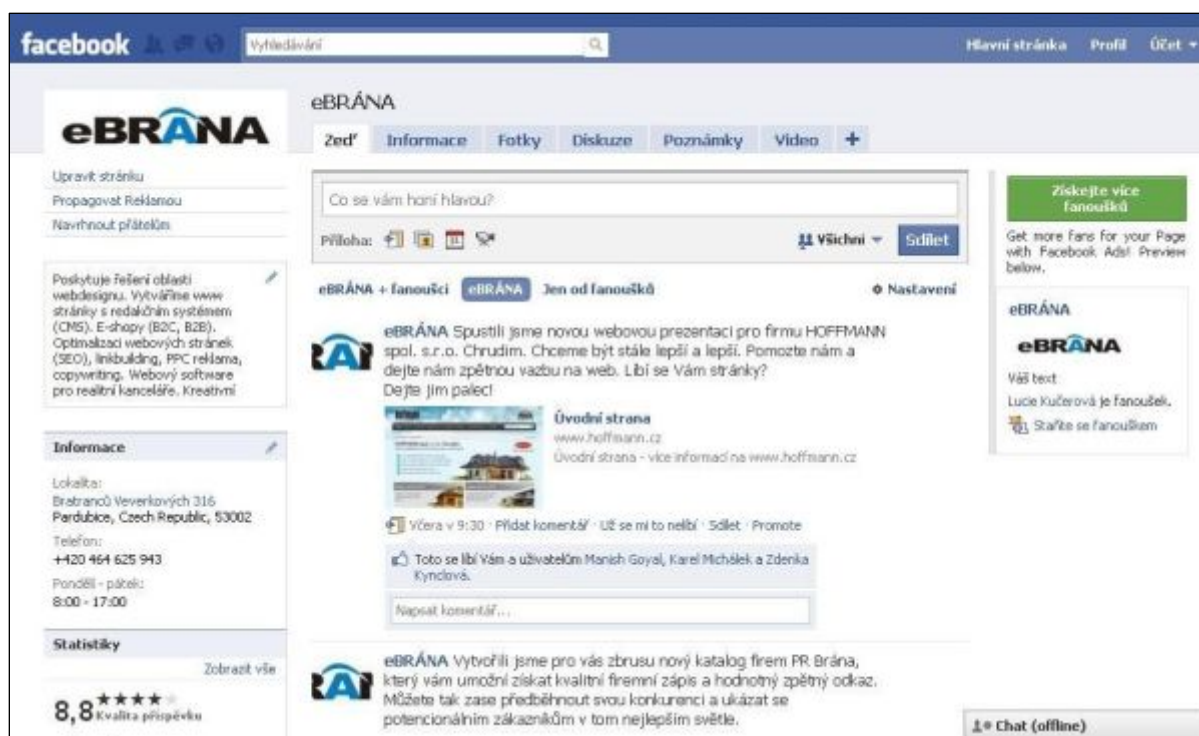 facebook
Vyhledávání
Hlavní stránka Profil Účet
eBRÁNA
Upravit stránku
Propagovat Reklamou
Navrhnout přátelům
Poskytuje řešení oblasti
webdesignu. Vytváříme www
stránky s redakčním systémem
(CMS). E-shopy (B2C, B2B).
Optimalizaci webových stránek
(SEO), linkbuilding, PPC reklama,
copywriting. Webový software
pro realitní kanceláře. Kreativní
Informace
Lokalita:
Bratranců Veverkových 316
Pardubice, Czech Republic, 53002
Telefon:
+420 464 625 943
Pondělí - pátek:
8:00 - 17:00
Statistiky
Zobrazit vše
8,8 Kvalita příspěvku
eBRÁNA
Zeď Informace Fotky Diskuze Poznámky Video +
Co se vám honí hlavou?
Příloha:
31
Všichni
Sdílet
eBRÁNA + fanoušci eBRÁNA Jen od fanoušků
Nastavení
RAN
eBRÁNA Spustili jsme novou webovou prezentaci pro firmu HOFFMANN
spol. s.r.o. Chrudim. Chceme být stále lepší a lepší. Pomozte nám a
dejte nám zpětnou vazbu na web. Líbí se Vám stránky?
Dejte jim palec!
Úvodní strana
www.hoffmann.cz
Úvodní strana - více informací na www.hoffmann.cz
Včera v 9:30 · Přidat komentář · Už se mi to nelíbí · Sdílet · Promote
Toto se líbí Vám a uživatelům Manish Goyal, Karel Michálek a Zdenka
Kynclová.
Napsat komentář...
RAN
eBRÁNA Vytvořili jsme pro vás zbrusu nový katalog firem PR Brána,
který vám umožní získat kvalitní firemní zápis a hodnotný zpětný odkaz.
Můžete tak zase předběhnout svou konkurenci a ukázat se
potencionálním zákazníkům v tom nejlepším světle.
Získejte více
fanoušků
Get more fans for your Page
with Facebook Ads! Preview
below.
eBRÁNA
eBRÁNA
Váš text
Lucie Kučerová je fanoušek.
Staňte se fanouškem
Chat (offline)